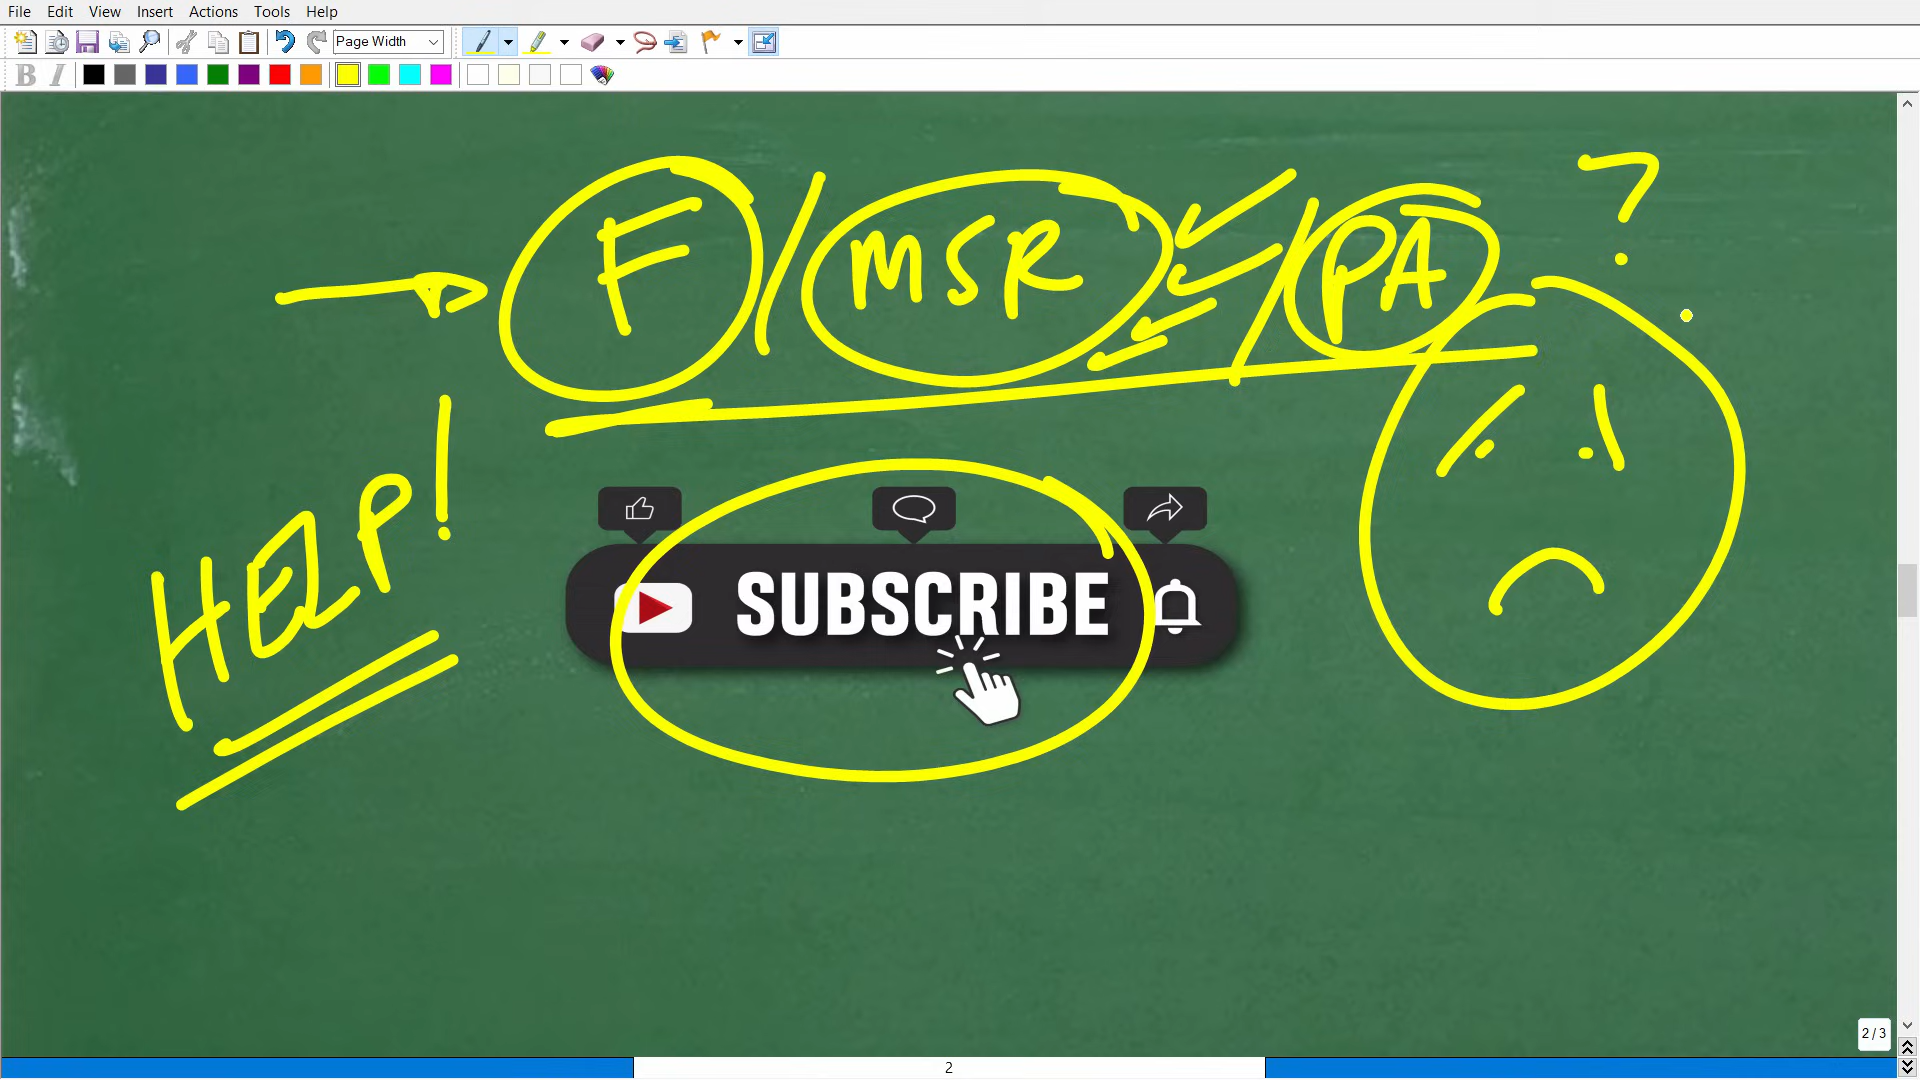 File Edit View Insert Actions Tools Help
Page Width
B I
F / MSR / PA ?
HELP!
SUBSCRIBE
2 / 3
2